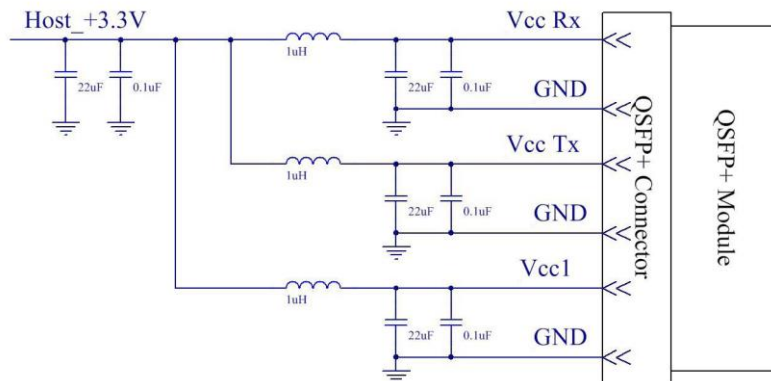 Host_+3.3V
Vcc Rx
1uH
22uF
0.1uF
22uF
0.1uF
GND
Vcc Tx
1uH
22uF
0.1uF
GND
Vcc1
1uH
22uF
0.1uF
GND
QSFP+ Connector
QSFP+ Module